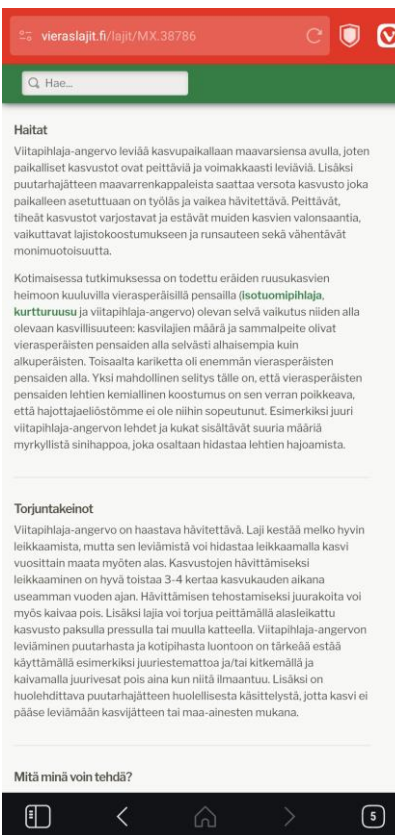 vieraslajit.fi/lajit/MX.38786
Hae...
Haitat
Viitapihlaja-angervo leviää kasvupaikallaan maavarsiensa avulla, joten
paikalliset kasvustot ovat peittäviä ja voimakkaasti leviäviä. Lisäksi
puutarhajätteen maavarrenkappaleista saattaa versota kasvusto joka
paikalleen asetuttuaan on työläs ja vaikea hävitettävä. Peittävät,
tiheät kasvustot varjostavat ja estävät muiden kasvien valonsaantia,
vaikuttavat lajistokoostumukseen ja runsauteen sekä vähentävät
monimuotoisuutta.
Kotimaisessa tutkimuksessa on todettu eräiden ruusukasvien
heimoon kuuluvilla vierasperäisillä pensailla (isotuomipihlaja,
kurtturuusu ja viitapihlaja-angervo) olevan selvä vaikutus niiden alla
olevaan kasvillisuuteen: kasvilajien määrä ja sammalpeite olivat
vierasperäisten pensaiden alla selvästi alhaisempia kuin
alkuperäisten. Toisaalta kariketta oli enemmän vierasperäisten
pensaiden alla. Yksi mahdollinen selitys tälle on, että vierasperäisten
pensaiden lehtien kemiallinen koostumus on sen verran poikkeava,
että hajottajaeliöstömme ei ole niihin sopeutunut. Esimerkiksi juuri
viitapihlaja-angervon lehdet ja kukat sisältävät suuria määriä
myrkyllistä sinihappoa, joka osaltaan hidastaa lehtien hajoamista.
Torjuntakeinot
Viitapihlaja-angervo on haastava hävitettävä. Laji kestää melko hyvin
leikkaamista, mutta sen leviämistä voi hidastaa leikkaamalla kasvi
vuosittain maata myöten alas. Kasvustojen hävittämiseksi
leikkaaminen on hyvä toistaa 3-4 kertaa kasvukauden aikana
useamman vuoden ajan. Hävittämisen tehostamiseksi juurakoita voi
myös kaivaa pois. Lisäksi lajia voi torjua peittämällä alasleikattu
kasvusto paksulla pressulla tai muulla katteella. Viitapihlaja-angervon
leviäminen puutarhasta ja kotipihasta luontoon on tärkeää estää
käyttämällä esimerkiksi juuriestemattoa ja/tai kitkemällä ja
kaivamalla juurivesat pois aina kun niitä ilmaantuu. Lisäksi on
huolehdittava puutarhajätteen huolellisesta käsittelystä, jotta kasvi ei
pääse leviämään kasvijätteen tai maa-ainesten mukana.
Mitä minä voin tehdä?
5